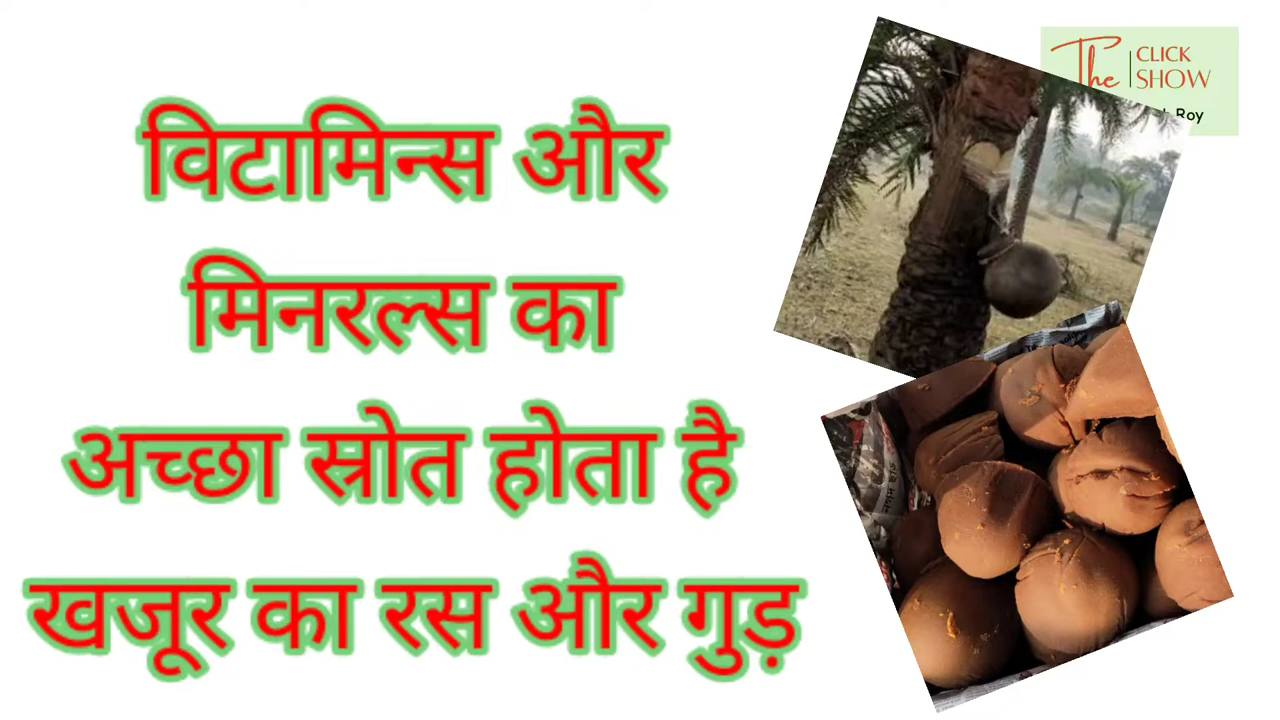 विटामिन्स और
मिनरल्स का
अच्छा स्रोत होता है
खजूर का रस और गुड़
The CLICK
SHOW
Roy